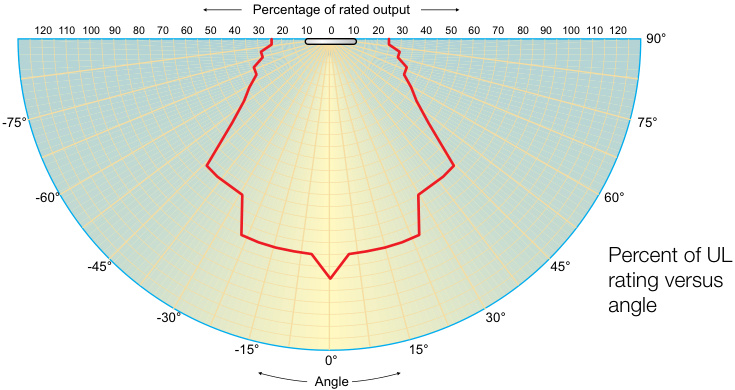 Percentage of rated output
120 110 100 90 80 70 60 50 40 30 20 10 0 10 20 30 40 50 60 70 80 90 100 110 120
90°
-75° 75°
-60° 60°
-45° 45°
-30° 30°
-15° 15°
0°
Angle
Percent of UL
rating versus
angle